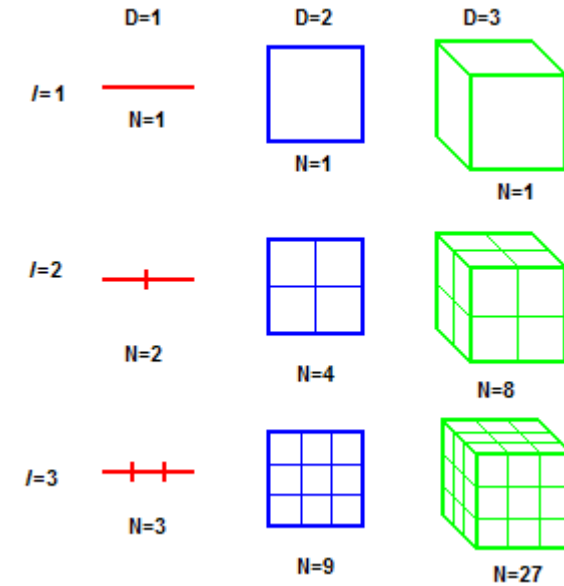 D=1 D=2 D=3
l=1
N=1 N=1 N=1
l=2
N=2 N=4 N=8
l=3
N=3 N=9 N=27